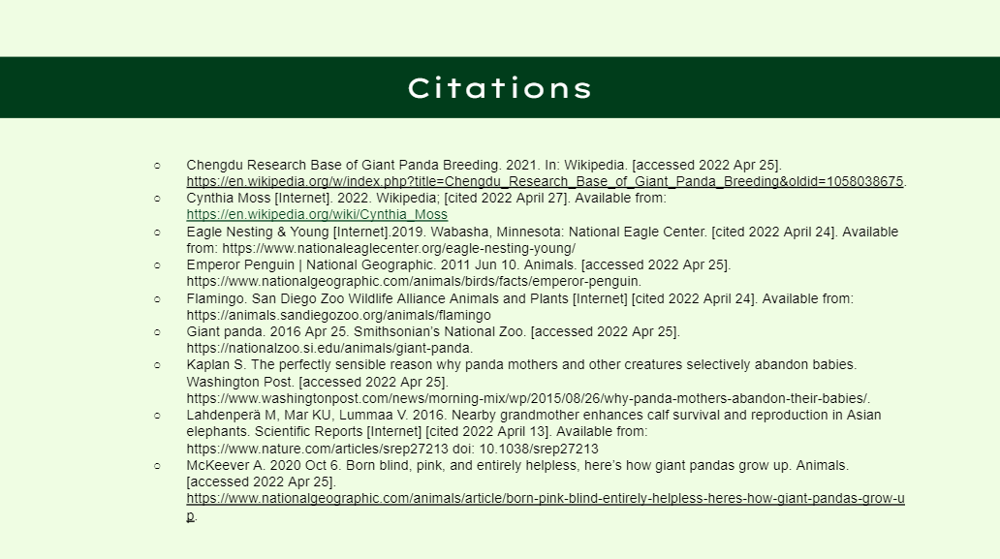 Citations
○ Chengdu Research Base of Giant Panda Breeding. 2021. In: Wikipedia. [accessed 2022 Apr 25].
https://en.wikipedia.org/w/index.php?title=Chengdu_Research_Base_of_Giant_Panda_Breeding&oldid=1058038675.
○ Cynthia Moss [Internet]. 2022. Wikipedia; [cited 2022 April 27]. Available from:
https://en.wikipedia.org/wiki/Cynthia_Moss
○ Eagle Nesting & Young [Internet].2019. Wabasha, Minnesota: National Eagle Center. [cited 2022 April 24]. Available
from: https://www.nationaleaglecenter.org/eagle-nesting-young/
○ Emperor Penguin | National Geographic. 2011 Jun 10. Animals. [accessed 2022 Apr 25].
https://www.nationalgeographic.com/animals/birds/facts/emperor-penguin.
○ Flamingo. San Diego Zoo Wildlife Alliance Animals and Plants [Internet] [cited 2022 April 24]. Available from:
https://animals.sandiegozoo.org/animals/flamingo
○ Giant panda. 2016 Apr 25. Smithsonian’s National Zoo. [accessed 2022 Apr 25].
https://nationalzoo.si.edu/animals/giant-panda.
○ Kaplan S. The perfectly sensible reason why panda mothers and other creatures selectively abandon babies.
Washington Post. [accessed 2022 Apr 25].
https://www.washingtonpost.com/news/morning-mix/wp/2015/08/26/why-panda-mothers-abandon-their-babies/.
○ Lahdenperä M, Mar KU, Lummaa V. 2016. Nearby grandmother enhances calf survival and reproduction in Asian
elephants. Scientific Reports [Internet] [cited 2022 April 13]. Available from:
https://www.nature.com/articles/srep27213 doi: 10.1038/srep27213
○ McKeever A. 2020 Oct 6. Born blind, pink, and entirely helpless, here’s how giant pandas grow up. Animals.
[accessed 2022 Apr 25].
https://www.nationalgeographic.com/animals/article/born-pink-blind-entirely-helpless-heres-how-giant-pandas-grow-u
p.